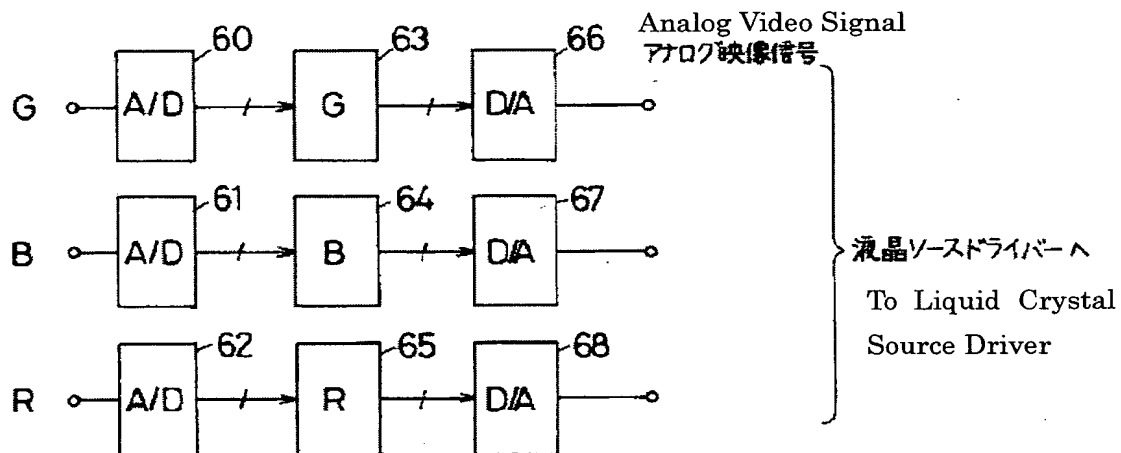 60 63 66 Analog Video Signal
アナログ映像信号
G A/D G D/A
61 64 67
B A/D B D/A
液晶ソースドライバーへ
To Liquid Crystal
Source Driver
62 65 68
R A/D R D/A